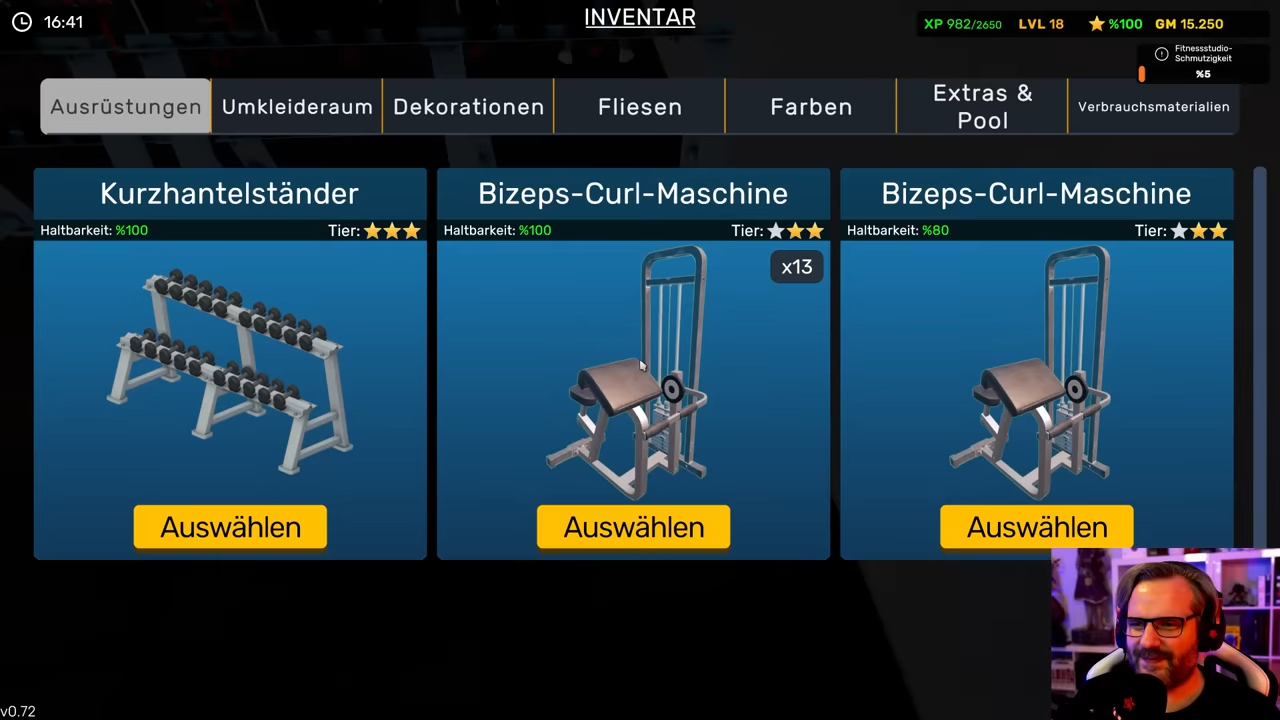 16:41
INVENTAR
XP 982/2650 LVL 18 %100 GM 15.250
Fitnessstudio-
Schmutzigkeit
%5
Ausrüstungen
Umkleideraum
Dekorationen
Fliesen
Farben
Extras &
Pool
Verbrauchsmaterialien
Kurzhantelständer
Haltbarkeit: %100 Tier:
Auswählen
Bizeps-Curl-Maschine
Haltbarkeit: %100 Tier:
x13
Auswählen
Bizeps-Curl-Maschine
Haltbarkeit: %80 Tier:
Auswählen
v0.72